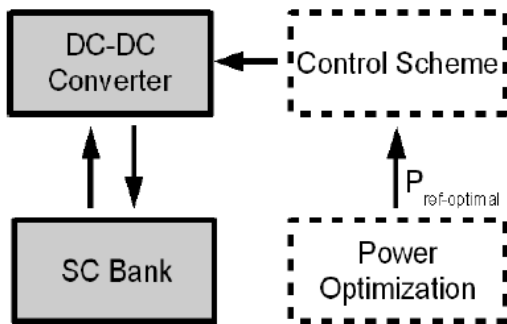 DC-DC
Converter
Control Scheme
P ref-optimal
SC Bank
Power
Optimization